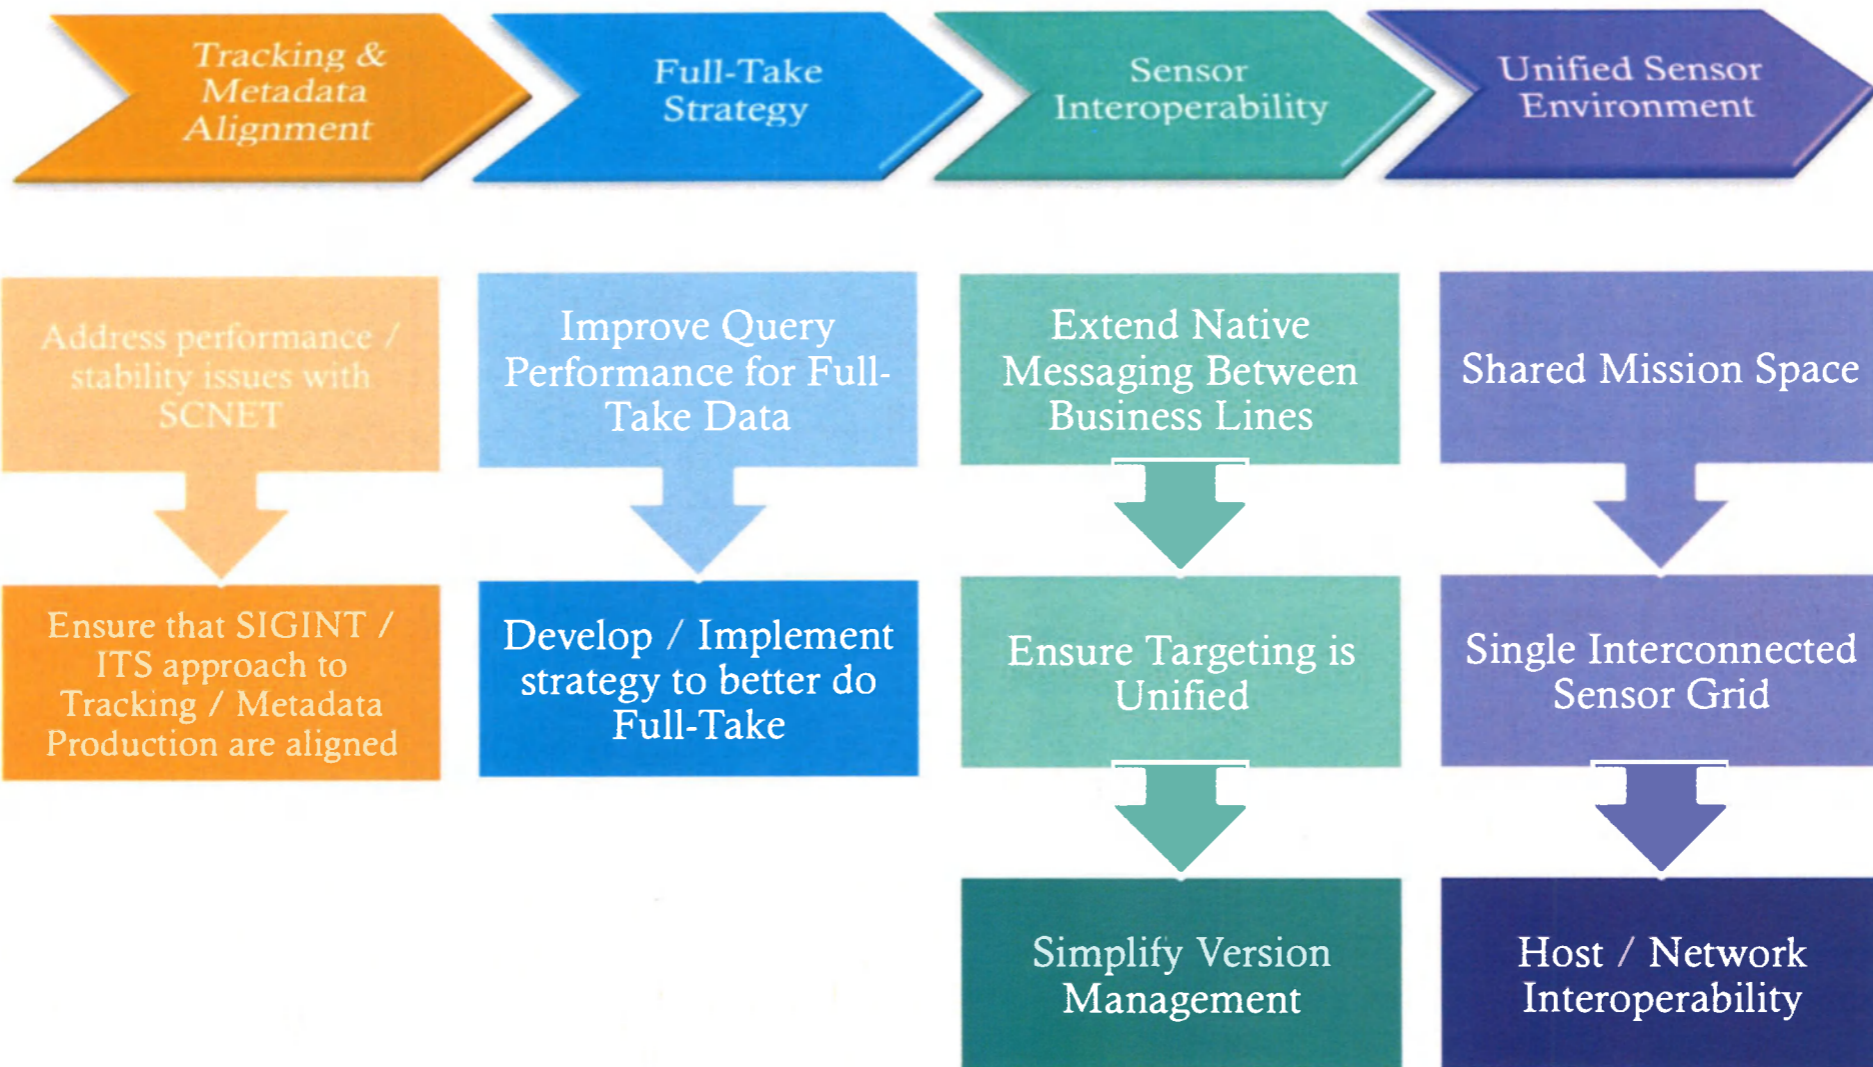 Tracking &
Metadata
Alignment
Full-Take
Strategy
Sensor
Interoperability
Unified Sensor
Environment
Address performance /
stability issues with
SCNET
Ensure that SIGINT /
ITS approach to
Tracking / Metadata
Production are aligned
Improve Query
Performance for Full-
Take Data
Develop / Implement
strategy to better do
Full-Take
Extend Native
Messaging Between
Business Lines
Ensure Targeting is
Unified
Simplify Version
Management
Shared Mission Space
Single Interconnected
Sensor Grid
Host / Network
Interoperability